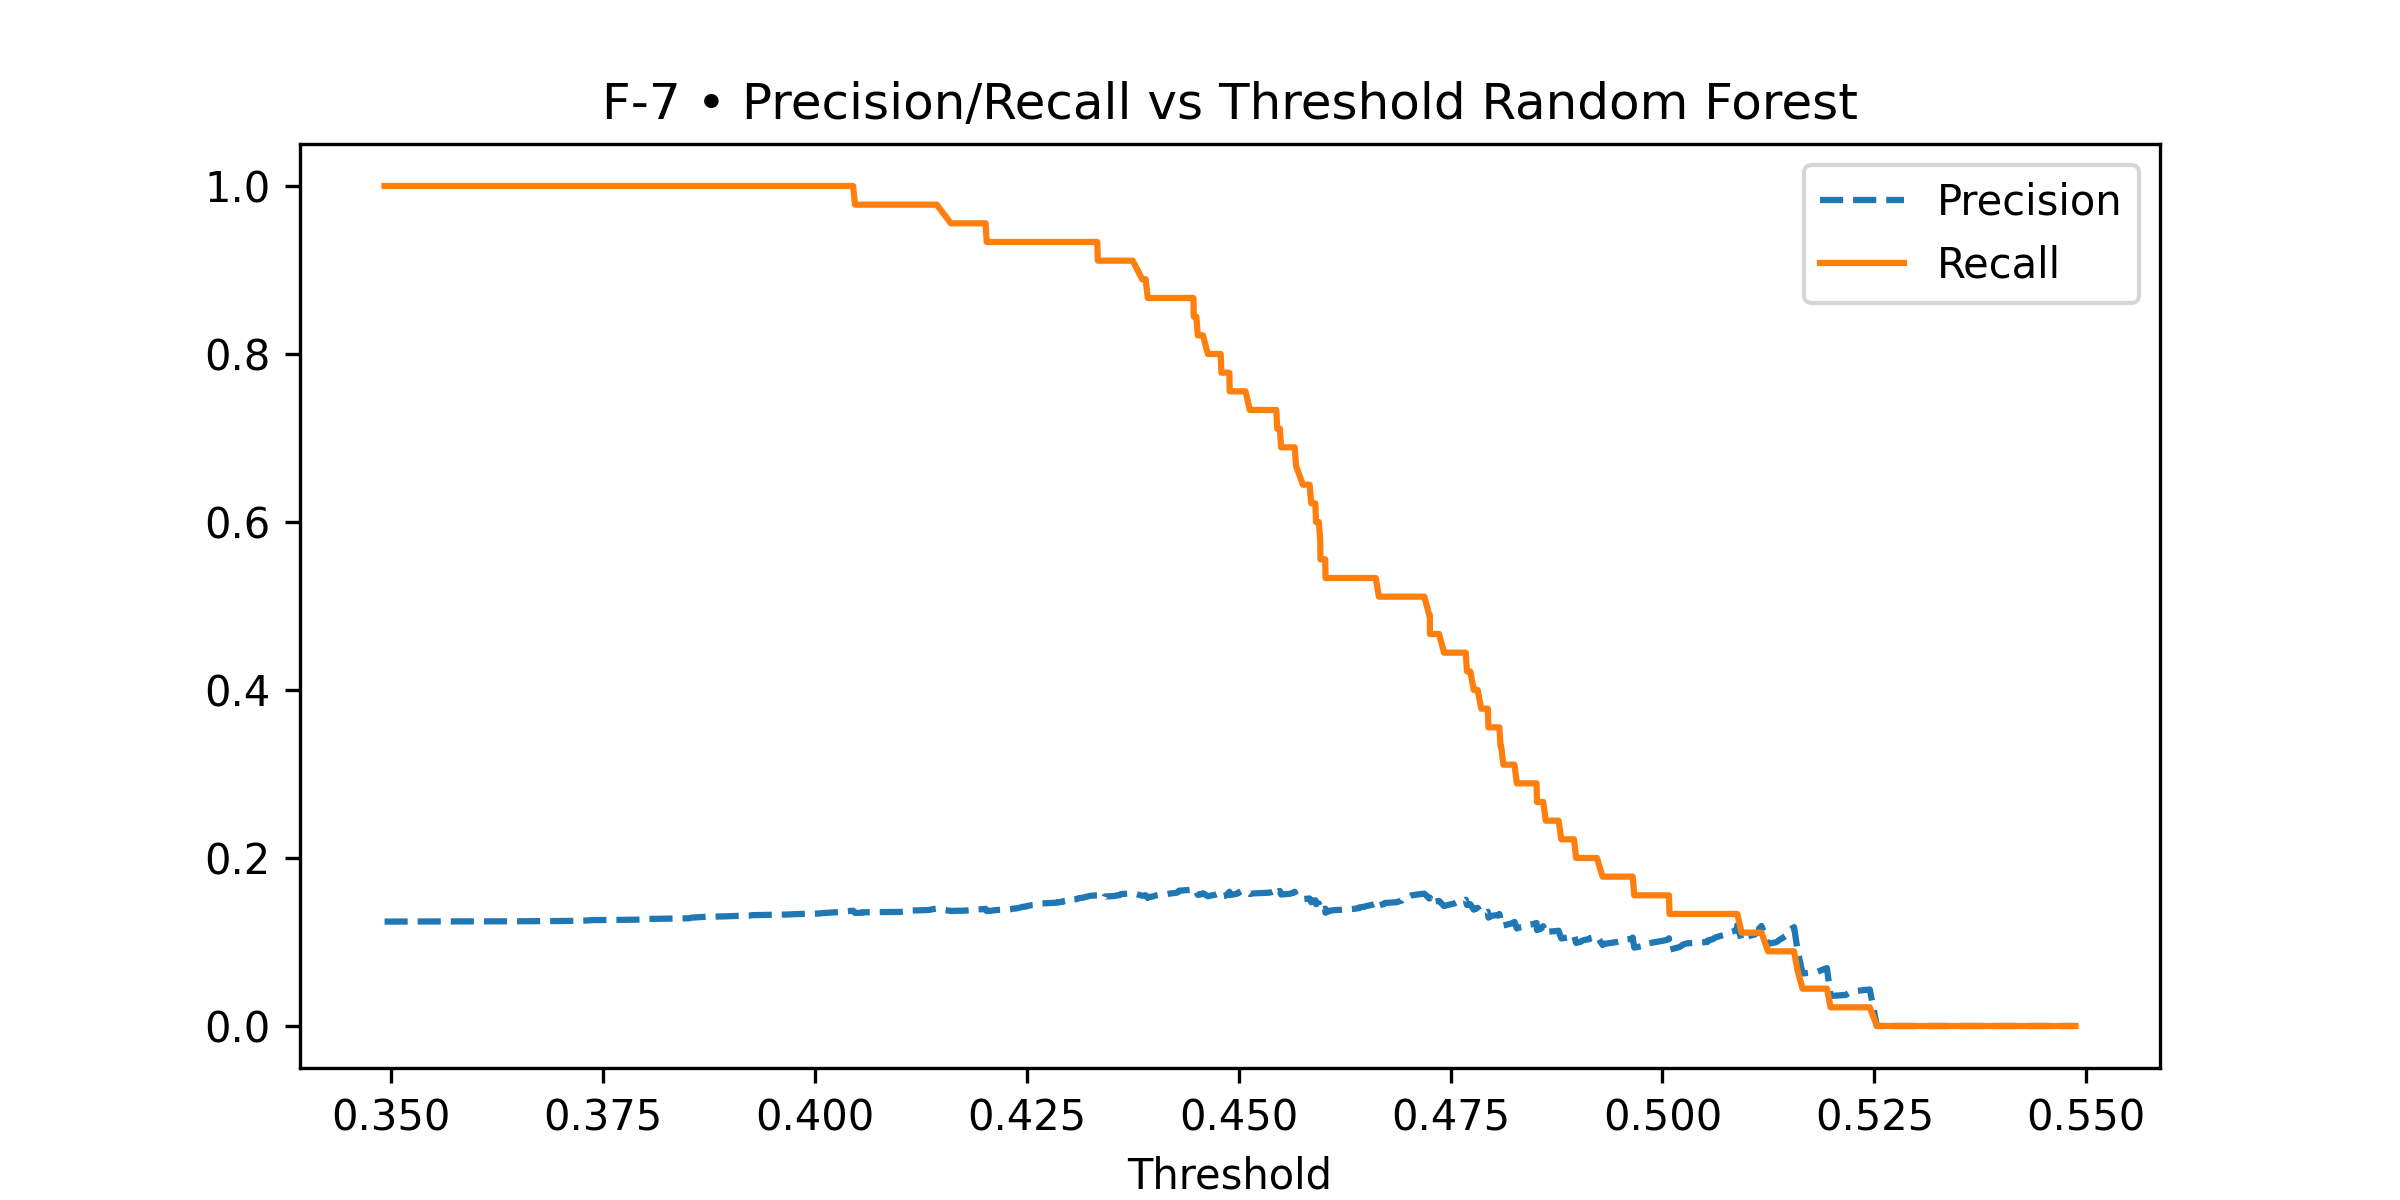 F-7 • Precision/Recall vs Threshold Random Forest
Precision
Recall
1.0
0.8
0.6
0.4
0.2
0.0
0.350 0.375 0.400 0.425 0.450 0.475 0.500 0.525 0.550
Threshold